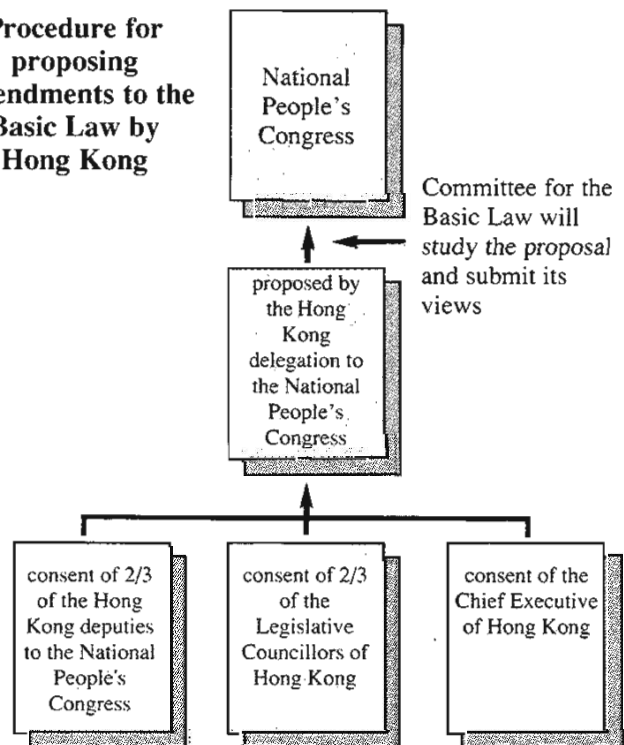 Procedure for
proposing
endments to the
Basic Law by
Hong Kong
National
People's
Congress
Committee for the
Basic Law will
study the proposal
and submit its
views
proposed by
the Hong
Kong
delegation to
the National
People's
Congress
consent of 2/3
of the Hong
Kong deputies
to the National
People's
Congress
consent of 2/3
of the
Legislative
Councillors of
Hong Kong
consent of the
Chief Executive
of Hong Kong